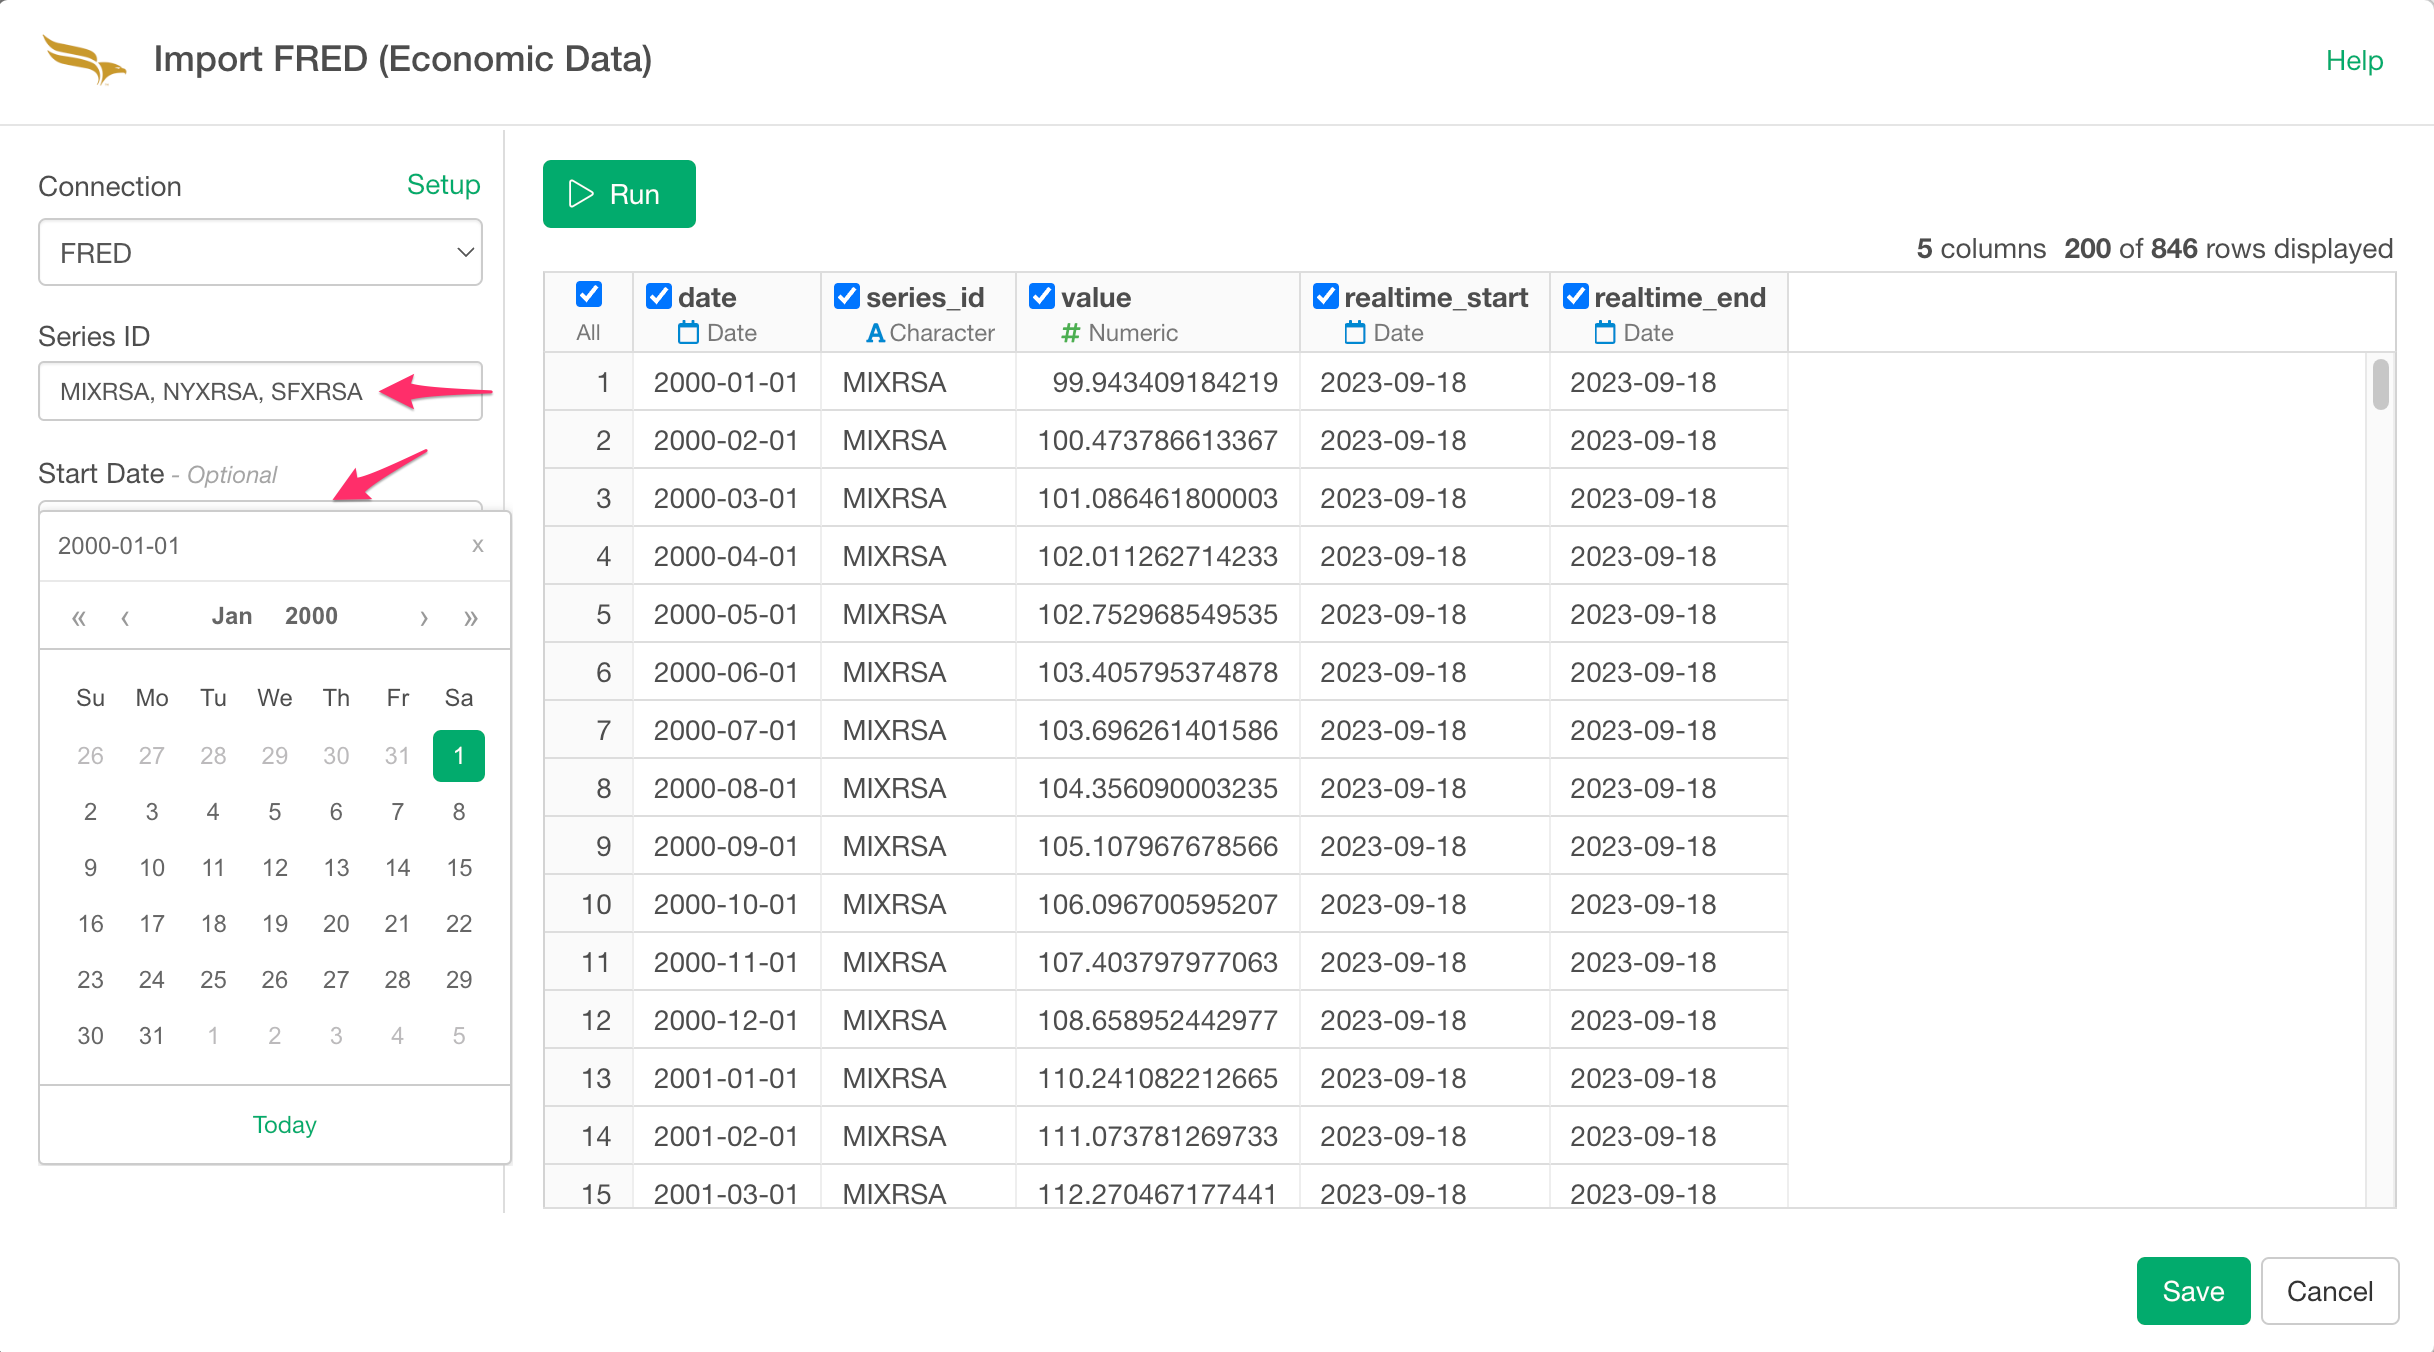 Import FRED (Economic Data)
Help
Connection
Setup
FRED
Series ID
MIXRSA, NYXRSA, SFXRSA
Start Date - Optional
2000-01-01
x
« ‹ Jan 2000 › »
Su Mo Tu We Th Fr Sa
26 27 28 29 30 31 1
2 3 4 5 6 7 8
9 10 11 12 13 14 15
16 17 18 19 20 21 22
23 24 25 26 27 28 29
30 31 1 2 3 4 5
Today
Run
5 columns 200 of 846 rows displayed
date series_id value realtime_start realtime_end
All Date A Character # Numeric Date Date
1 2000-01-01 MIXRSA 99.943409184219 2023-09-18 2023-09-18
2 2000-02-01 MIXRSA 100.473786613367 2023-09-18 2023-09-18
3 2000-03-01 MIXRSA 101.086461800003 2023-09-18 2023-09-18
4 2000-04-01 MIXRSA 102.011262714233 2023-09-18 2023-09-18
5 2000-05-01 MIXRSA 102.752968549535 2023-09-18 2023-09-18
6 2000-06-01 MIXRSA 103.405795374878 2023-09-18 2023-09-18
7 2000-07-01 MIXRSA 103.696261401586 2023-09-18 2023-09-18
8 2000-08-01 MIXRSA 104.356090003235 2023-09-18 2023-09-18
9 2000-09-01 MIXRSA 105.107967678566 2023-09-18 2023-09-18
10 2000-10-01 MIXRSA 106.096700595207 2023-09-18 2023-09-18
11 2000-11-01 MIXRSA 107.403797977063 2023-09-18 2023-09-18
12 2000-12-01 MIXRSA 108.658952442977 2023-09-18 2023-09-18
13 2001-01-01 MIXRSA 110.241082212665 2023-09-18 2023-09-18
14 2001-02-01 MIXRSA 111.073781269733 2023-09-18 2023-09-18
15 2001-03-01 MIXRSA 112.270467177441 2023-09-18 2023-09-18
Save
Cancel